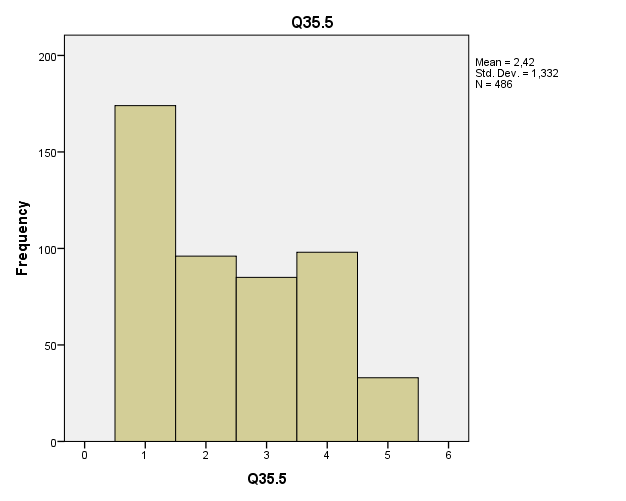 Q35.5
Mean = 2,42
Std. Dev. = 1,332
N = 486
200
150
100
50
0
Frequency
0 1 2 3 4 5 6
Q35.5